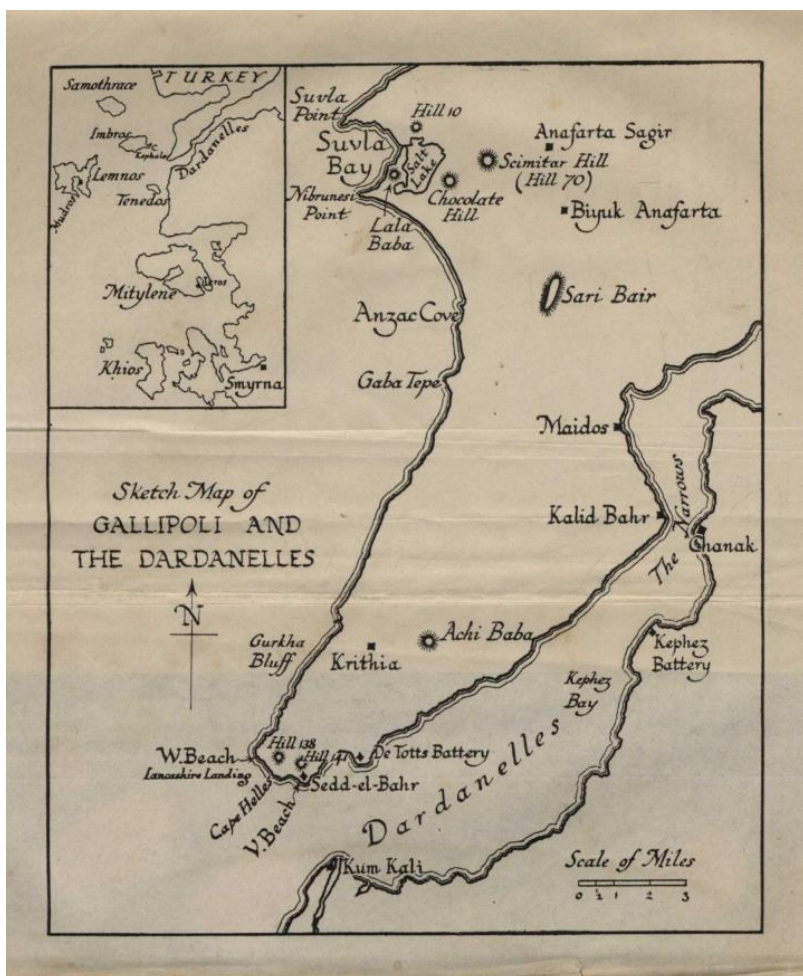 TURKEY
Samothrace
Imbros
C. Kephalos
Dardanelles
Lemnos
Mudros
Tenedos
Mitylene
Khios
Smyrna
Suvla
Point
Hill 10
Suvla
Bay
Salt
Lake
Anafarta Sagir
Scimitar Hill
(Hill 70)
Nibrunesi
Point
Chocolate
Hill
Lala
Baba
Biyuk Anafarta
Sari Bair
Anzac Cove
Gaba Tepe
Maidos
Sketch Map of
GALLIPOLI AND
THE DARDANELLES
N
Kalid Bahr
The Narrows
Chanak
Gurkha
Bluff
Krithia
Achi Baba
Kephez
Battery
Kephez
Bay
Hill 138
Hill 141
W. Beach
Lancashire Landing
De Totts Battery
Sedd-el-Bahr
Cape Helles
V. Beach
Dardanelles
Kum Kali
Scale of Miles
0 ½ 1 2 3